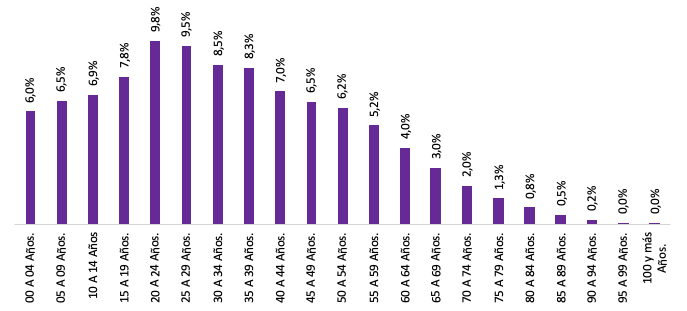 6,0%
6,5%
6,9%
7,8%
9,8%
9,5%
8,5%
8,3%
7,0%
6,5%
6,2%
5,2%
4,0%
3,0%
2,0%
1,3%
0,8%
0,5%
0,2%
0,0%
0,0%
00 A 04 Años.
05 A 09 Años.
10 A 14 Años
15 A 19 Años.
20 A 24 Años.
25 A 29 Años.
30 A 34 Años.
35 A 39 Años.
40 A 44 Años.
45 A 49 Años.
50 A 54 Años.
55 A 59 Años.
60 A 64 Años.
65 A 69 Años.
70 A 74 Años.
75 A 79 Años.
80 A 84 Años.
85 A 89 Años.
90 A 94 Años.
95 A 99 Años.
100 y más
Años.